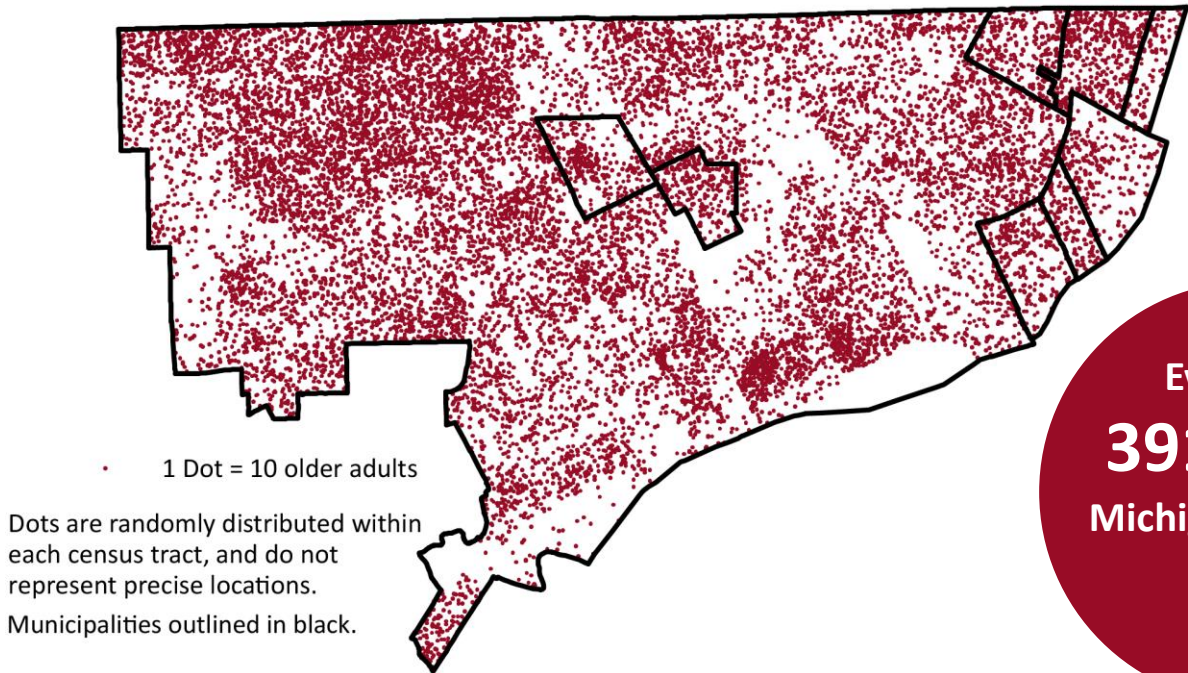 1 Dot = 10 older adults
Dots are randomly distributed within
each census tract, and do not
represent precise locations.
Municipalities outlined in black.